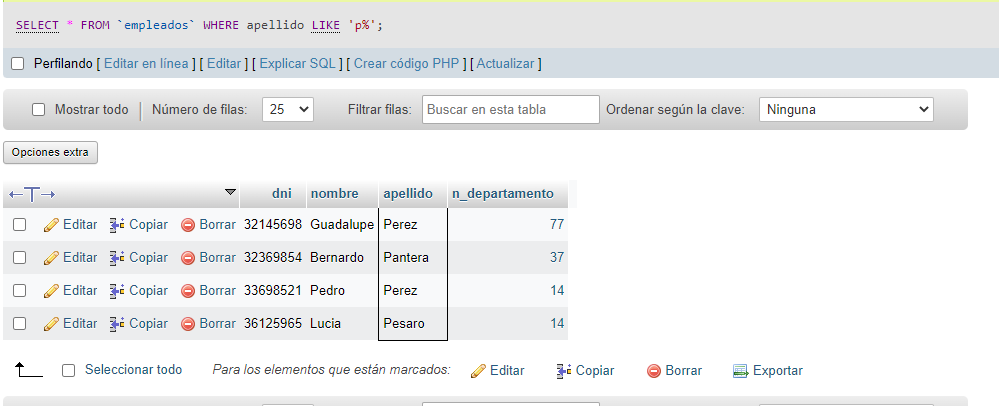 SELECT * FROM `empleados` WHERE apellido LIKE 'p%';
Perfilando [ Editar en línea ] [ Editar ] [ Explicar SQL ] [ Crear código PHP ] [ Actualizar ]
Mostrar todo Número de filas: 25 Filtrar filas: Buscar en esta tabla Ordenar según la clave: Ninguna
Opciones extra
←T→ dni nombre apellido n_departamento
Editar Copiar Borrar 32145698 Guadalupe Perez 77
Editar Copiar Borrar 32369854 Bernardo Pantera 37
Editar Copiar Borrar 33698521 Pedro Perez 14
Editar Copiar Borrar 36125965 Lucia Pesaro 14
Seleccionar todo Para los elementos que están marcados: Editar Copiar Borrar Exportar